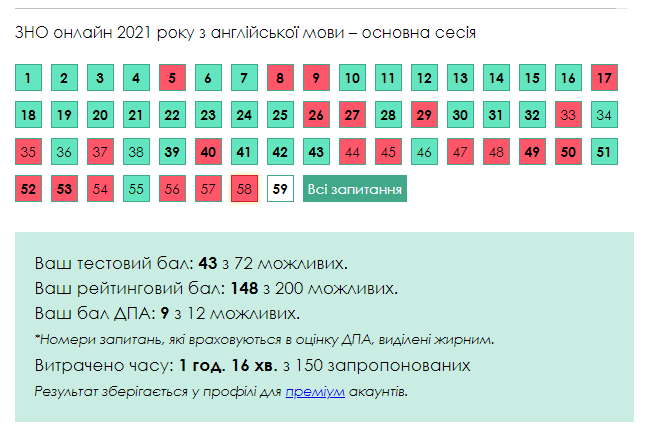 ЗНО онлайн 2021 року з англійської мови – основна сесія
1 2 3 4 5 6 7 8 9 10 11 12 13 14 15 16 17
18 19 20 21 22 23 24 25 26 27 28 29 30 31 32 33 34
35 36 37 38 39 40 41 42 43 44 45 46 47 48 49 50 51
52 53 54 55 56 57 58 59 Всі запитання
Ваш тестовий бал: 43 з 72 можливих.
Ваш рейтинговий бал: 148 з 200 можливих.
Ваш бал ДПА: 9 з 12 можливих.
*Номери запитань, які враховуються в оцінку ДПА, виділені жирним.
Витрачено часу: 1 год. 16 хв. з 150 запропонованих
Результат зберігається у профілі для преміум акаунтів.